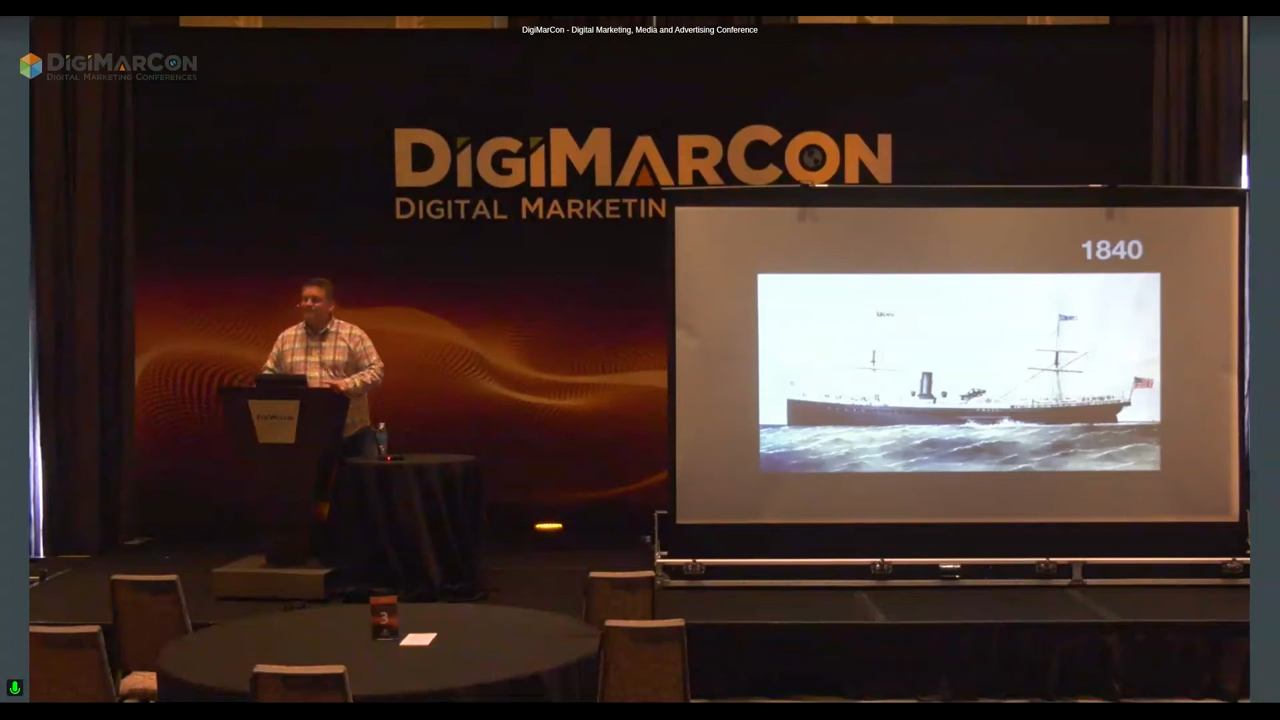 DigiMarCon - Digital Marketing, Media and Advertising Conference
DIGIMARCON
DIGITAL MARKETING CONFERENCES
DIGIMARCON
DIGITAL MARKETIN
1840
3